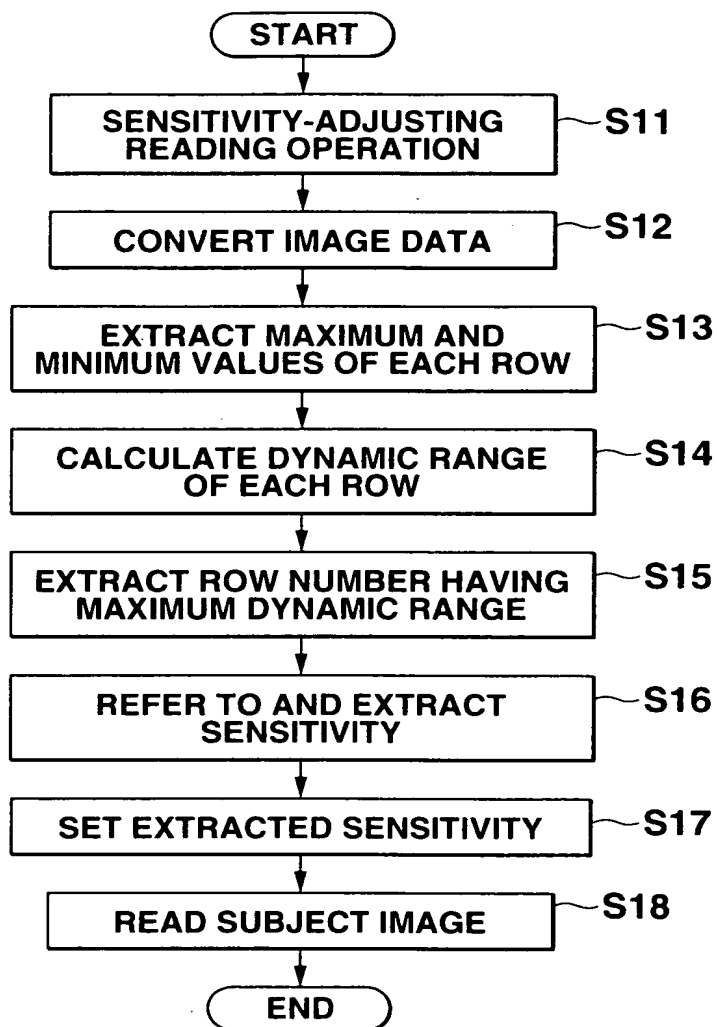 START
SENSITIVITY-ADJUSTING
READING OPERATION
S11
CONVERT IMAGE DATA
S12
EXTRACT MAXIMUM AND
MINIMUM VALUES OF EACH ROW
S13
CALCULATE DYNAMIC RANGE
OF EACH ROW
S14
EXTRACT ROW NUMBER HAVING
MAXIMUM DYNAMIC RANGE
S15
REFER TO AND EXTRACT
SENSITIVITY
S16
SET EXTRACTED SENSITIVITY
S17
READ SUBJECT IMAGE
S18
END